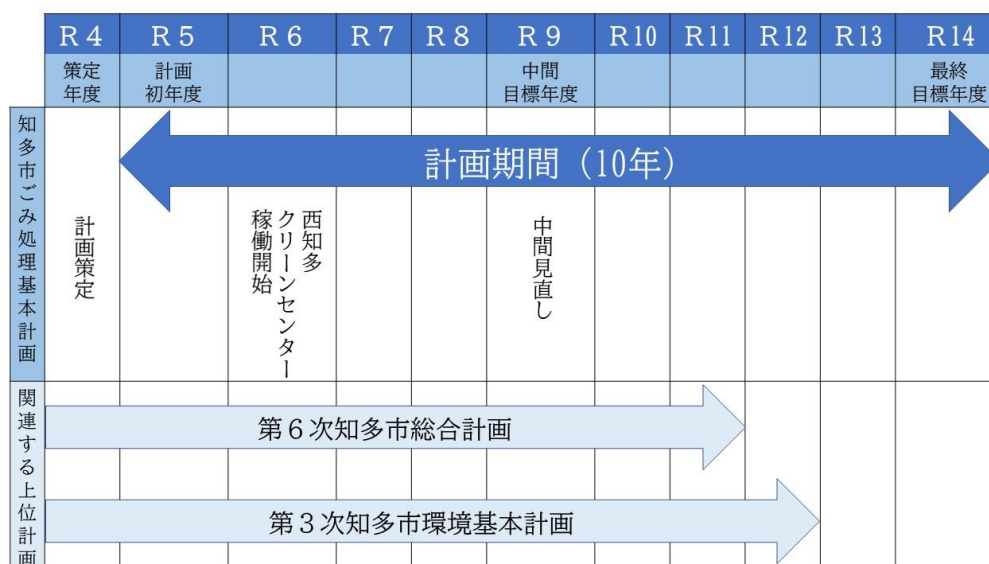 R4 R5 R6 R7 R8 R9 R10 R11 R12 R13 R14
策定年度
計画初年度
中間目標年度
最終目標年度
知多市ごみ処理基本計画
計画期間（10年）
計画策定
西知多クリーンセンター稼働開始
中間見直し
関連する上位計画
第６次知多市総合計画
第３次知多市環境基本計画